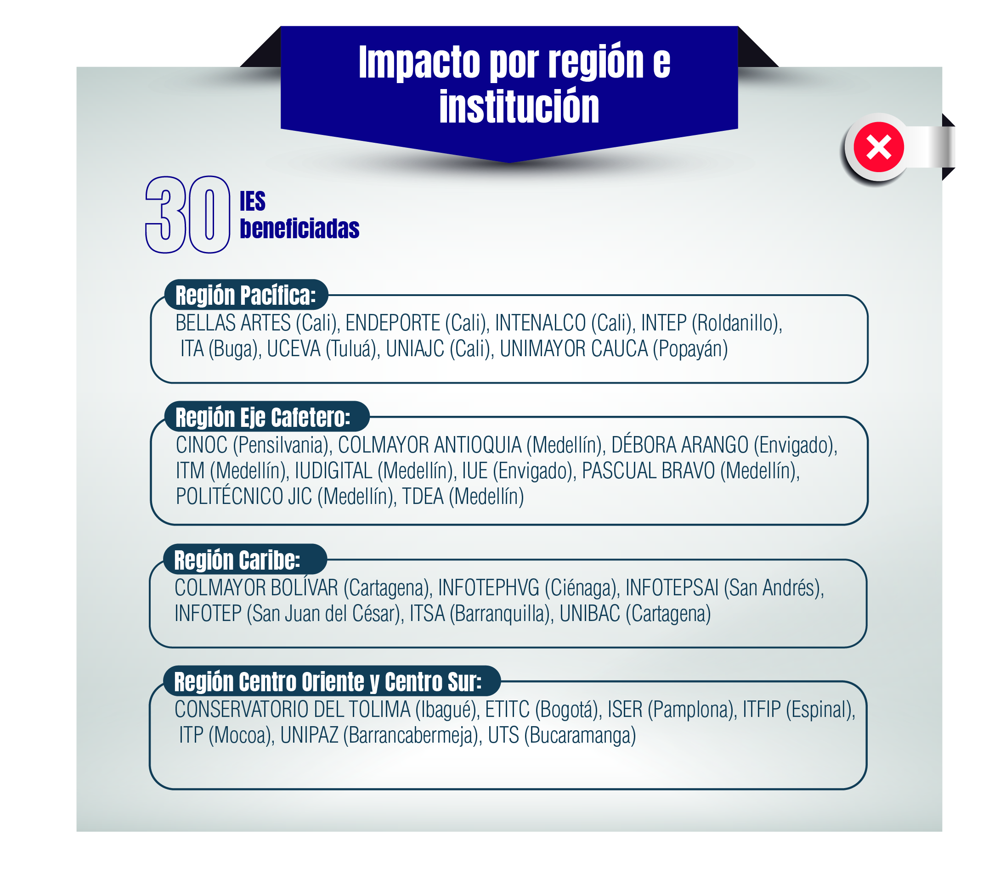 Impacto por región e
institución
30 IES
beneficiadas
Región Pacífica:
BELLAS ARTES (Cali), ENDEPORTE (Cali), INTENALCO (Cali), INTEP (Roldanillo),
ITA (Buga), UCEVA (Tuluá), UNIAJC (Cali), UNIMAYOR CAUCA (Popayán)
Región Eje Cafetero:
CINOC (Pensilvania), COLMAYOR ANTIOQUIA (Medellín), DÉBORA ARANGO (Envigado),
ITM (Medellín), IUDIGITAL (Medellín), IUE (Envigado), PASCUAL BRAVO (Medellín),
POLITÉCNICO JIC (Medellín), TDEA (Medellín)
Región Caribe:
COLMAYOR BOLÍVAR (Cartagena), INFOTEPHVG (Ciénaga), INFOTEPSAI (San Andrés),
INFOTEP (San Juan del César), ITSA (Barranquilla), UNIBAC (Cartagena)
Región Centro Oriente y Centro Sur:
CONSERVATORIO DEL TOLIMA (Ibagué), ETITC (Bogotá), ISER (Pamplona), ITFIP (Espinal),
ITP (Mocoa), UNIPAZ (Barrancabermeja), UTS (Bucaramanga)